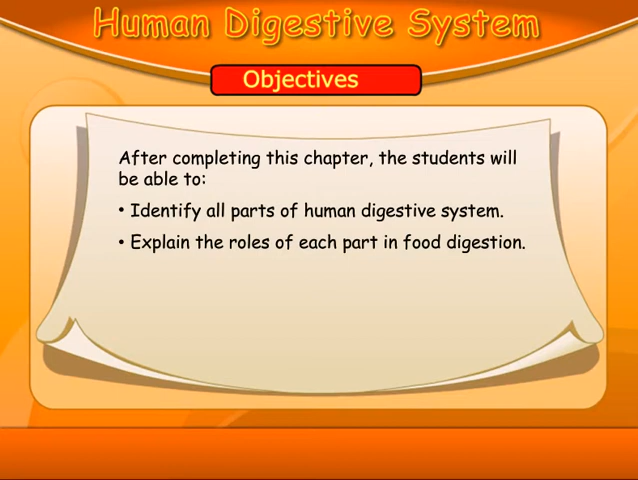 Human Digestive System
Objectives
After completing this chapter, the students will
be able to:
• Identify all parts of human digestive system.
• Explain the roles of each part in food digestion.